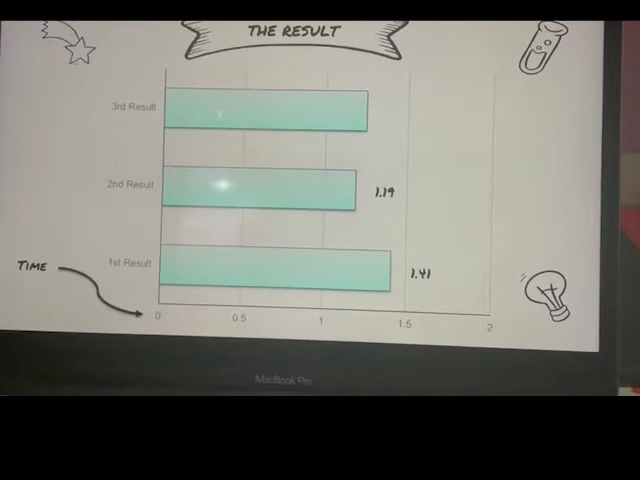 THE RESULT
3rd Result
2nd Result
1.19
1st Result
1.41
TIME
0
0.5
1
1.5
2
MacBook Pro